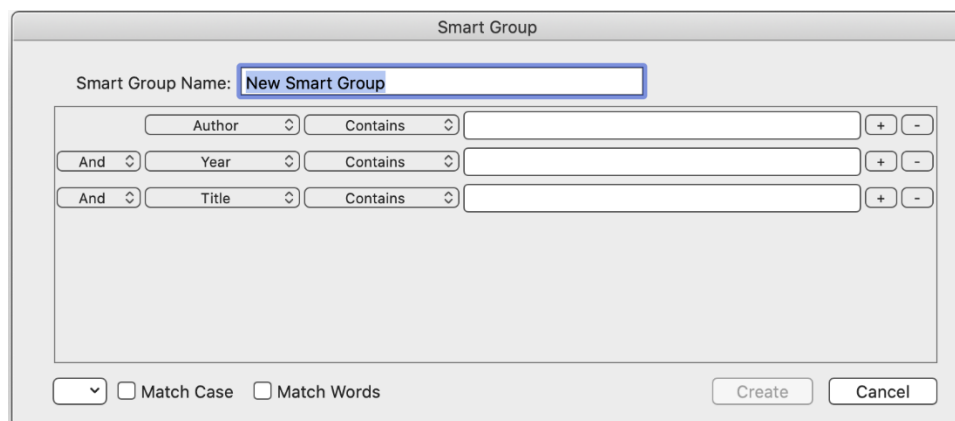 Smart Group
Smart Group Name: New Smart Group
Author Contains + -
And Year Contains + -
And Title Contains + -
Match Case Match Words Create Cancel